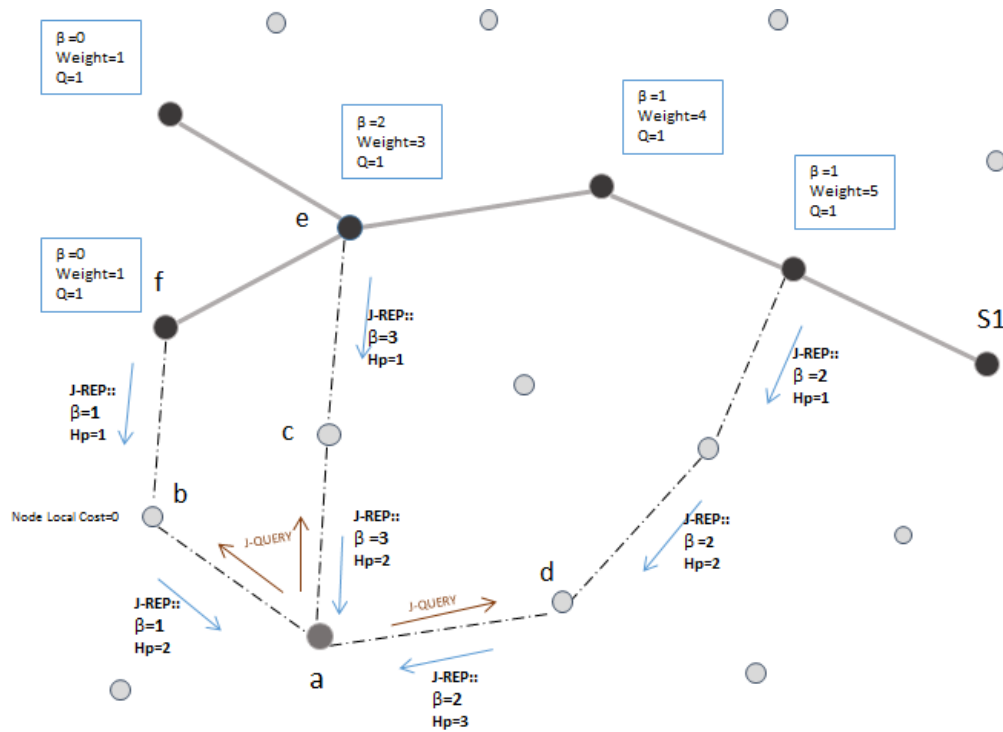 β =0
Weight=1
Q=1
β =2
Weight=3
Q=1
β =1
Weight=4
Q=1
β =1
Weight=5
Q=1
e
β =0
Weight=1
Q=1
f
S1
J-REP::
β=3
Hp=1
J-REP::
β =2
Hp=1
J-REP::
β=1
Hp=1
c
b
Node Local Cost=0
J-QUERY
J-REP::
β =3
Hp=2
J-REP::
β=2
Hp=2
d
J-REP::
β=1
Hp=2
J-QUERY
a
J-REP::
β=2
Hp=3